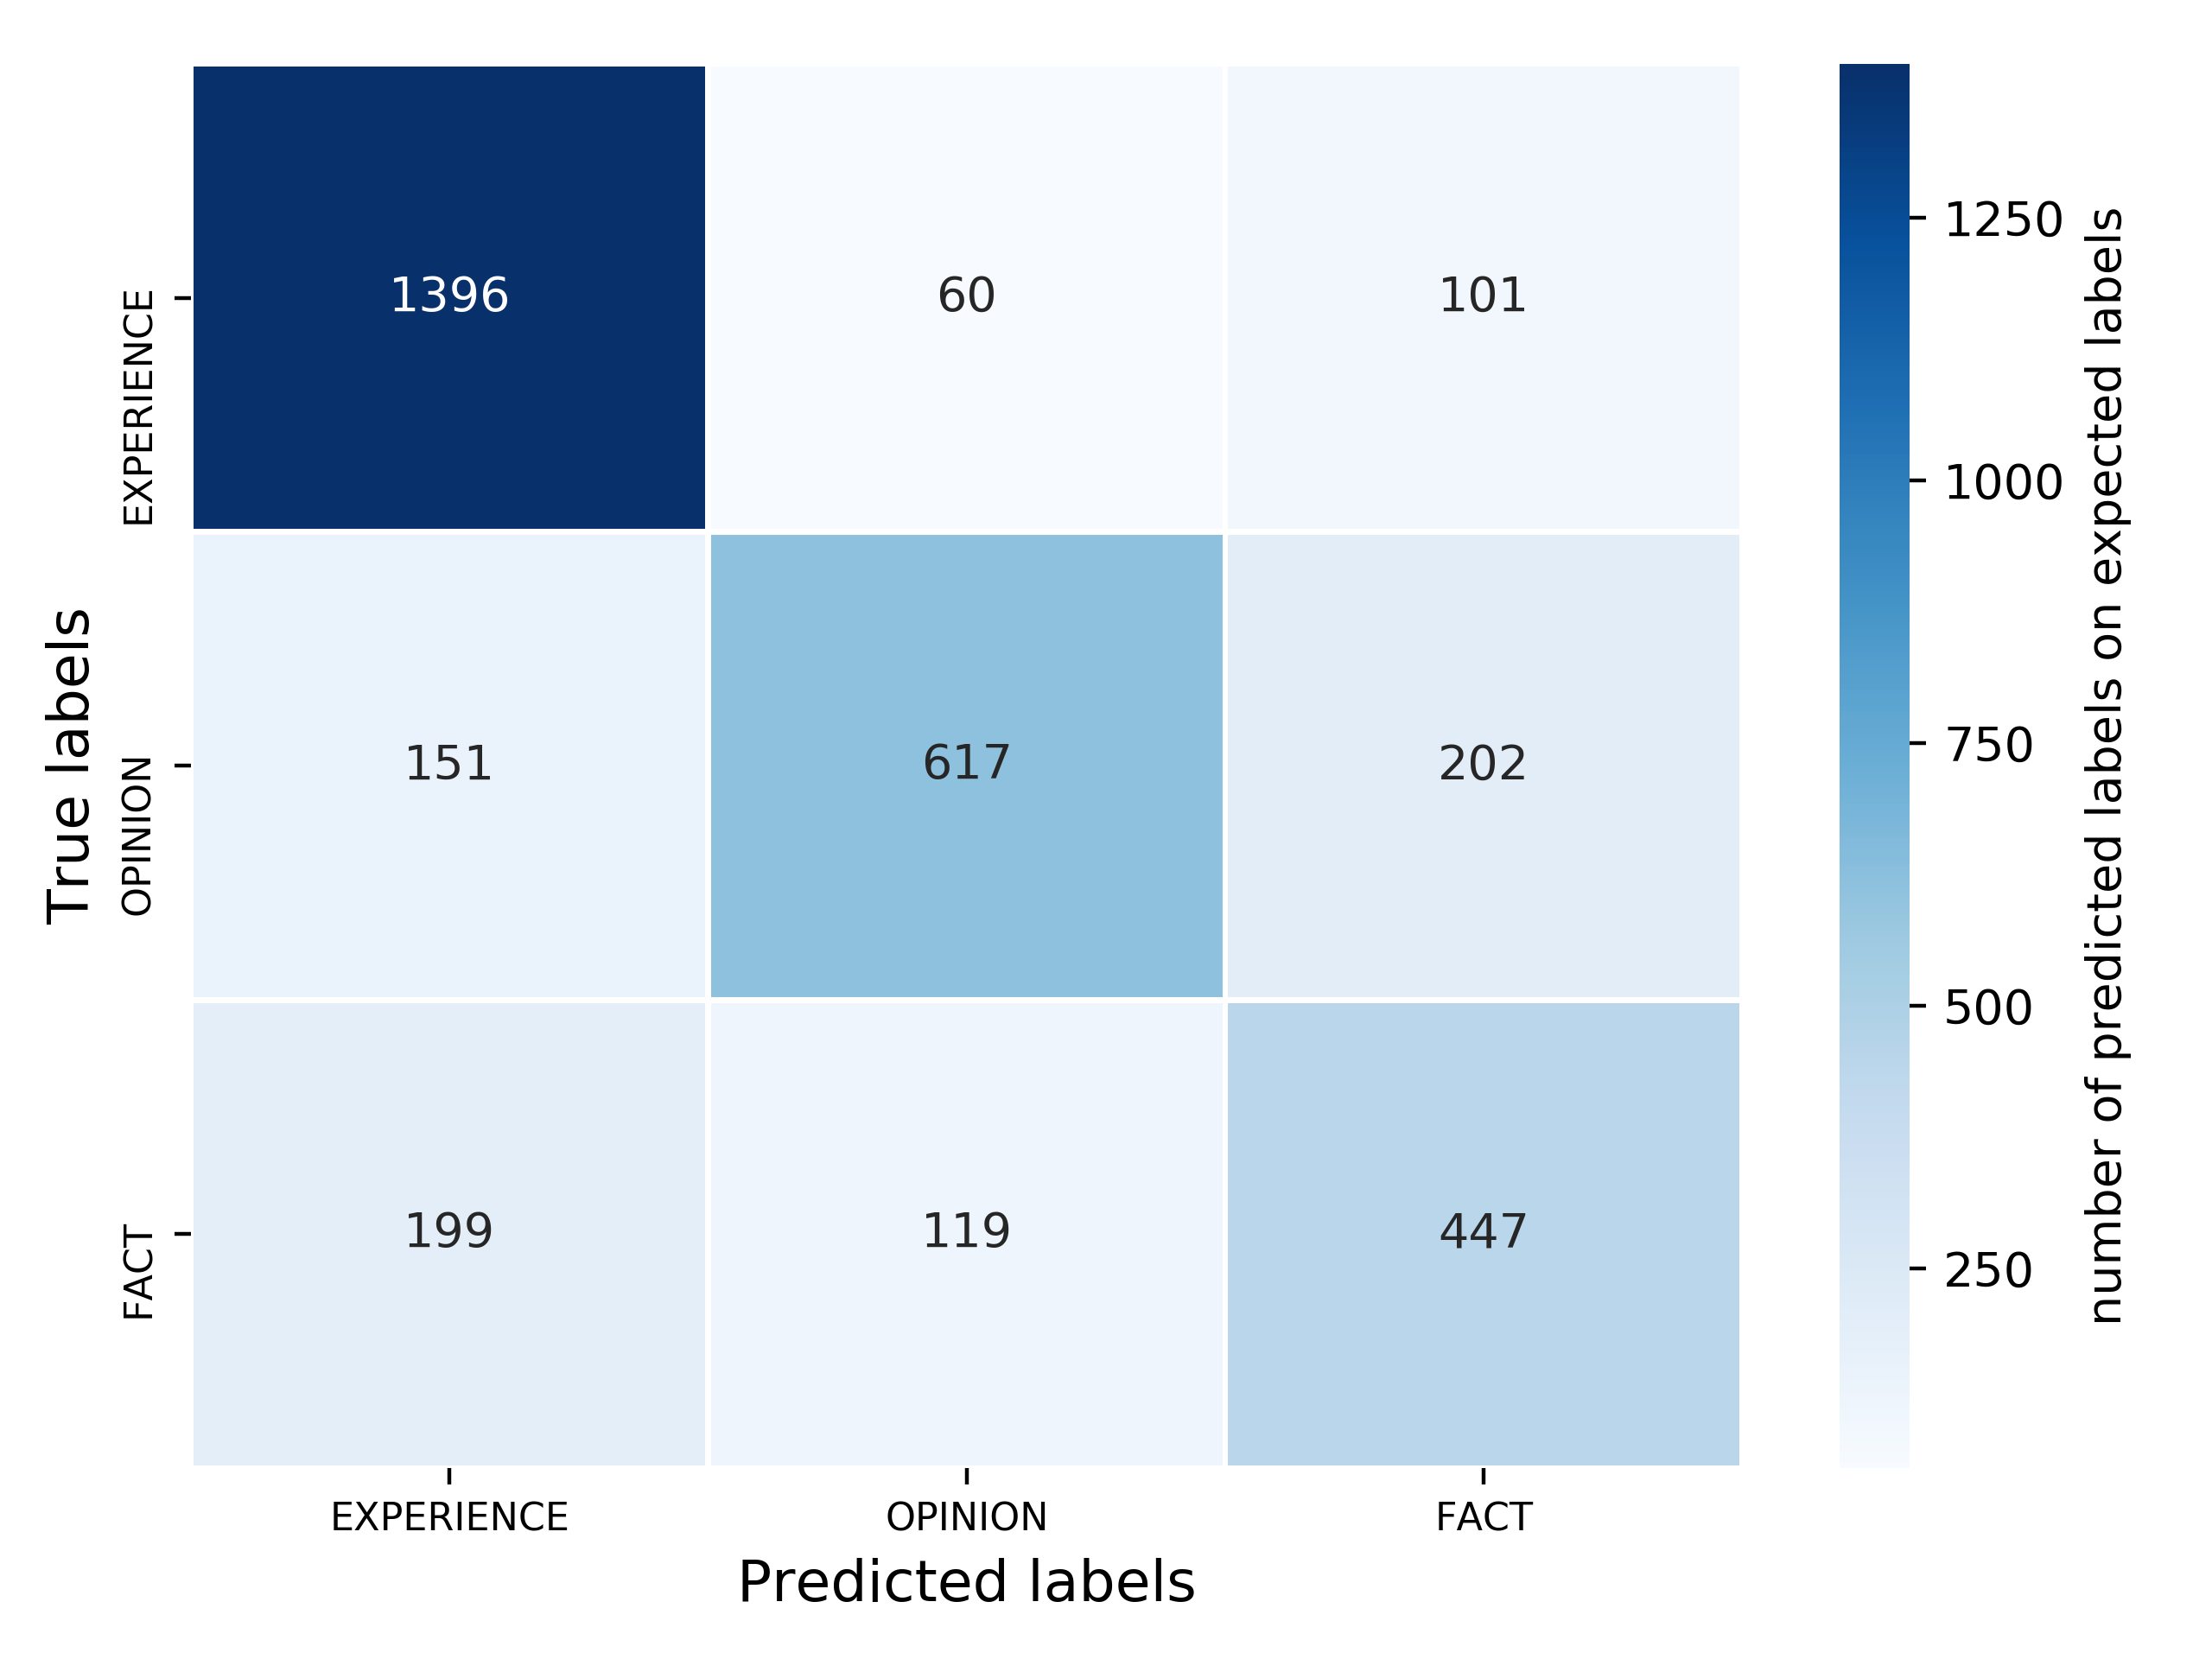 True labels
EXPERIENCE
1396 60 101
OPINION
151 617 202
FACT
199 119 447
EXPERIENCE OPINION FACT
Predicted labels
1250
1000
750
500
250
number of predicted labels on expected labels